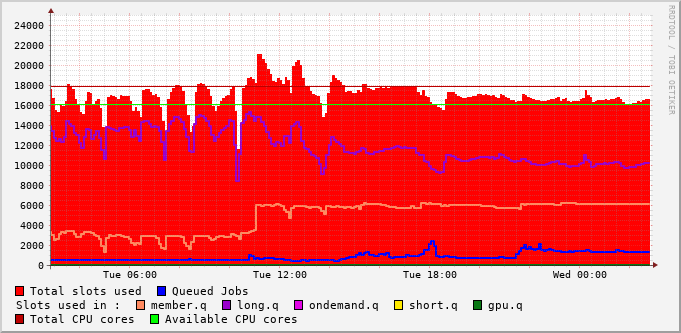 RRDTOOL / TOBI OETIKER
24000
22000
20000
18000
16000
14000
12000
10000
8000
6000
4000
2000
0
Tue 06:00 Tue 12:00 Tue 18:00 Wed 00:00
Total slots used Queued Jobs
Slots used in : member.q long.q ondemand.q short.q gpu.q
Total CPU cores Available CPU cores